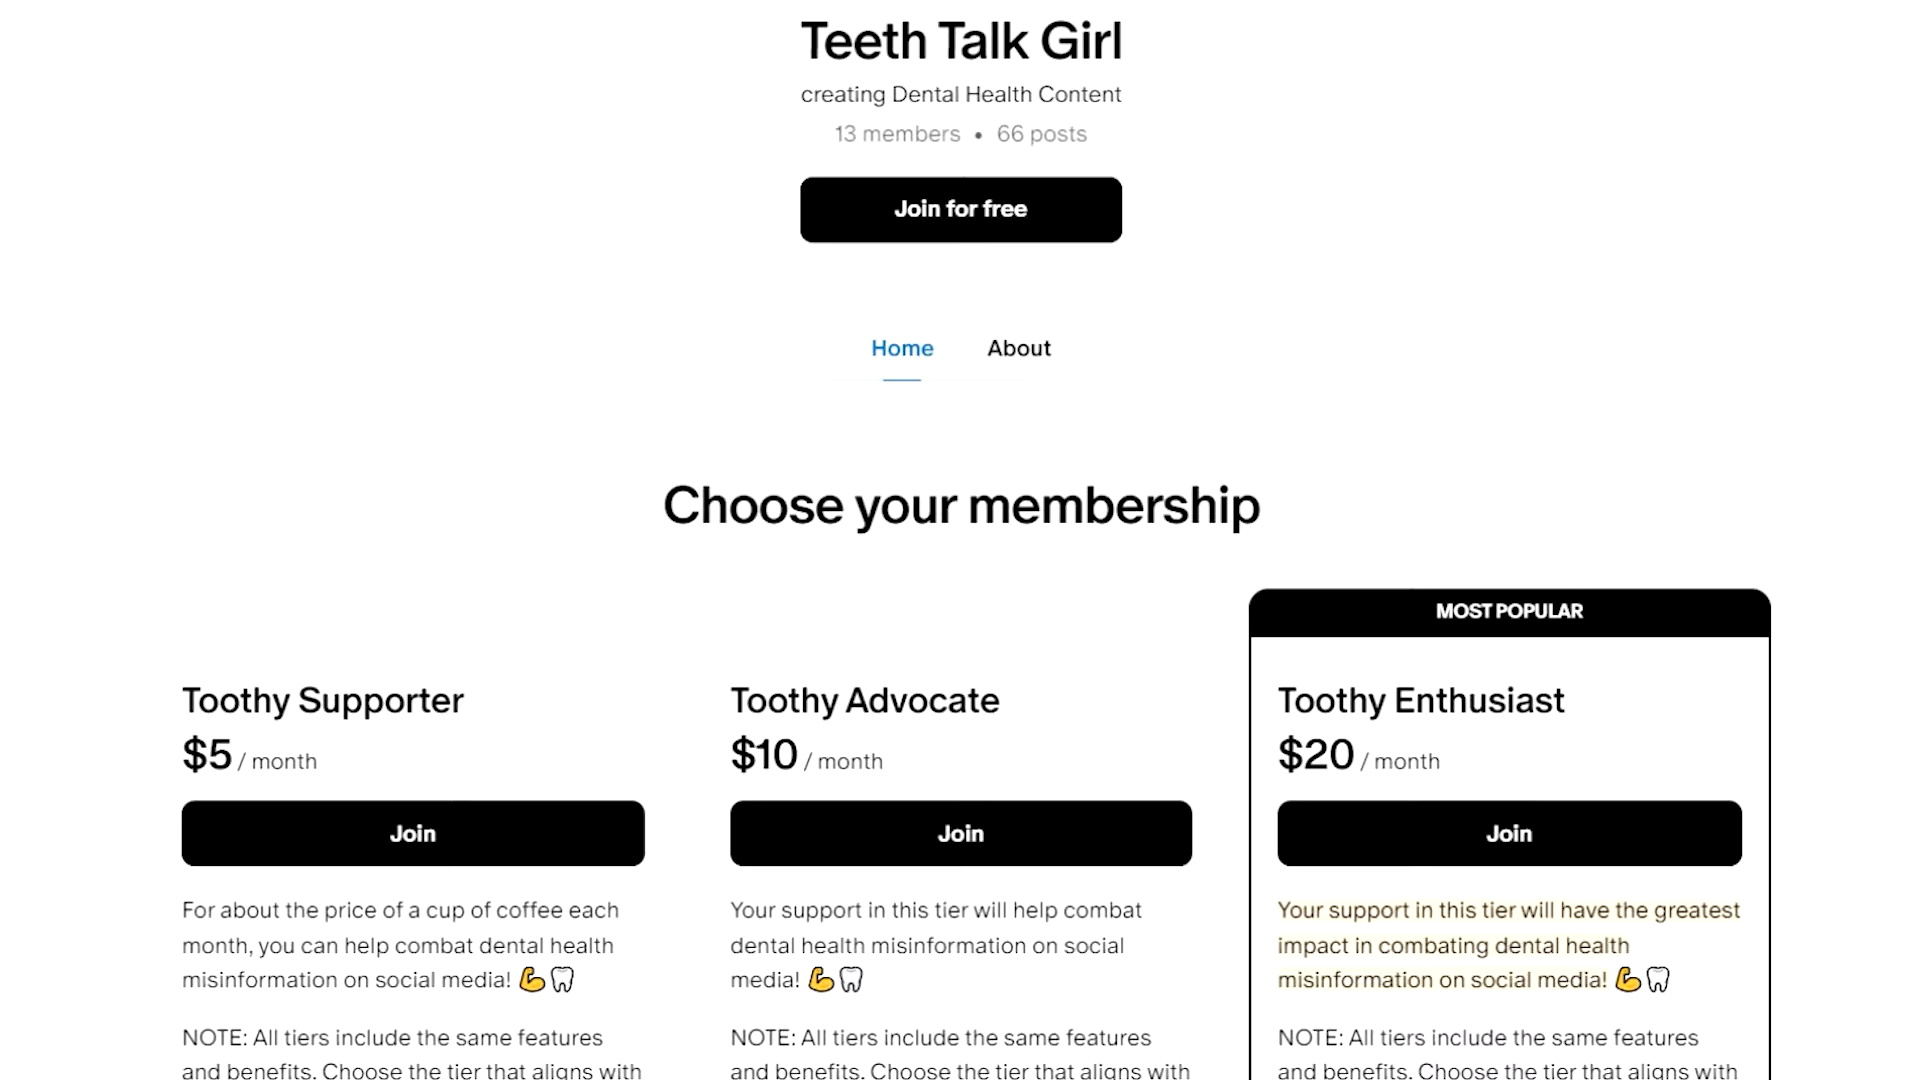 Teeth Talk Girl
creating Dental Health Content
13 members • 66 posts
Join for free
Home About
Choose your membership
MOST POPULAR
Toothy Supporter
$5 / month
Join
For about the price of a cup of coffee each
month, you can help combat dental health
misinformation on social media! 💪🦷
NOTE: All tiers include the same features
and benefits. Choose the tier that aligns with
Toothy Advocate
$10 / month
Join
Your support in this tier will help combat
dental health misinformation on social
media! 💪🦷
NOTE: All tiers include the same features
and benefits. Choose the tier that aligns with
Toothy Enthusiast
$20 / month
Join
Your support in this tier will have the greatest
impact in combating dental health
misinformation on social media! 💪🦷
NOTE: All tiers include the same features
and benefits. Choose the tier that aligns with